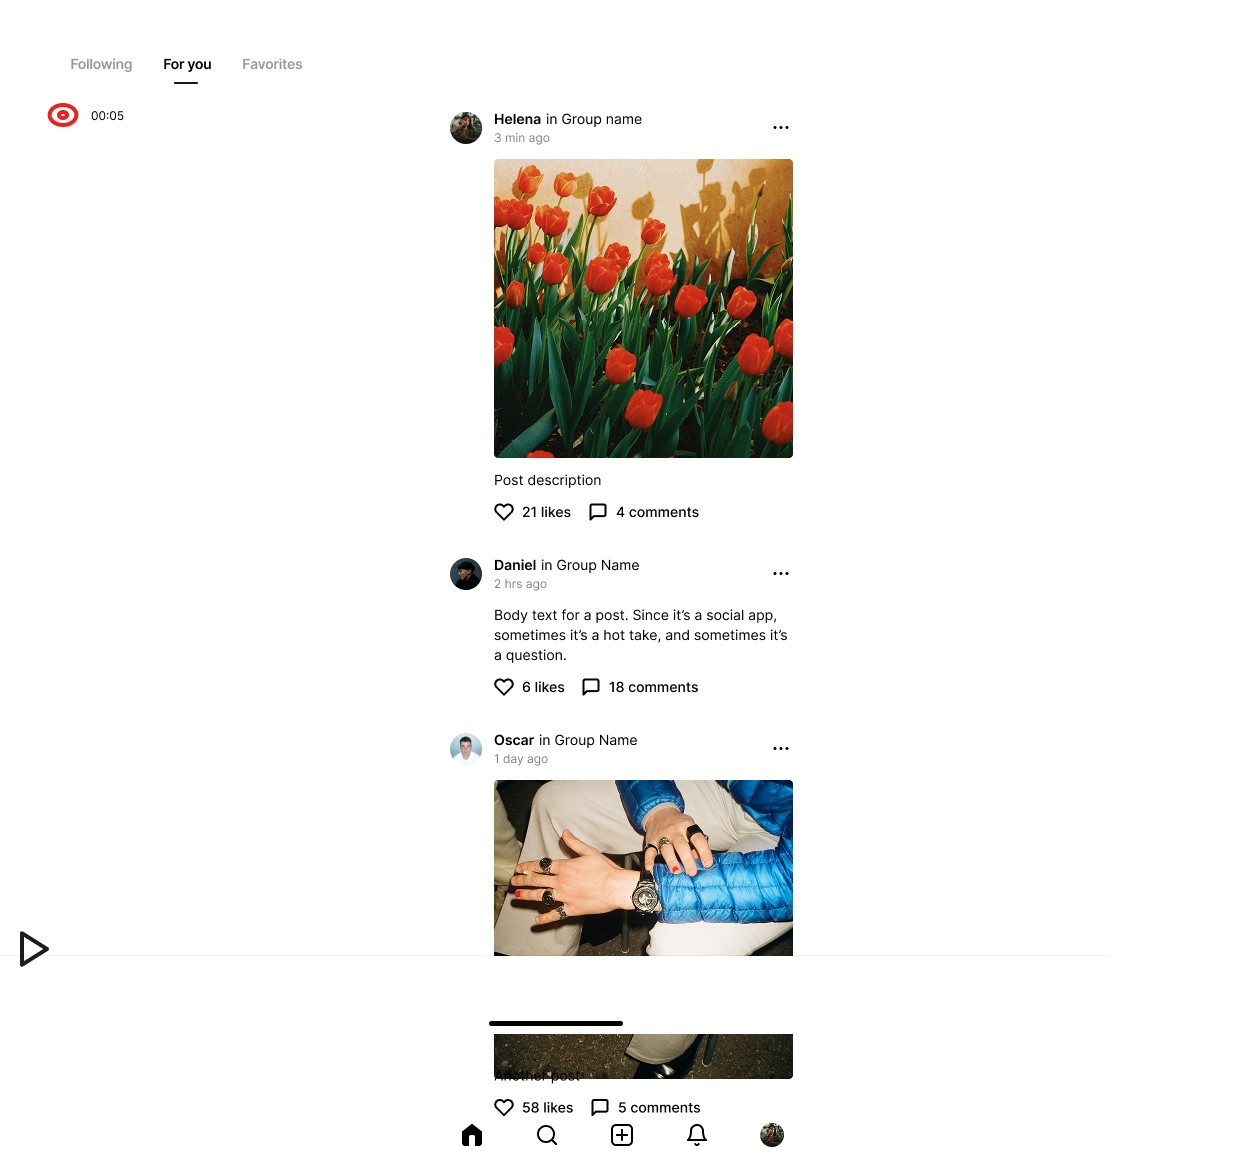 Following For you Favorites
00:05
Helena in Group name
3 min ago
Post description
21 likes 4 comments
Daniel in Group Name
2 hrs ago
Body text for a post. Since it’s a social app,
sometimes it’s a hot take, and sometimes it’s
a question.
6 likes 18 comments
Oscar in Group Name
1 day ago
Another post
58 likes 5 comments